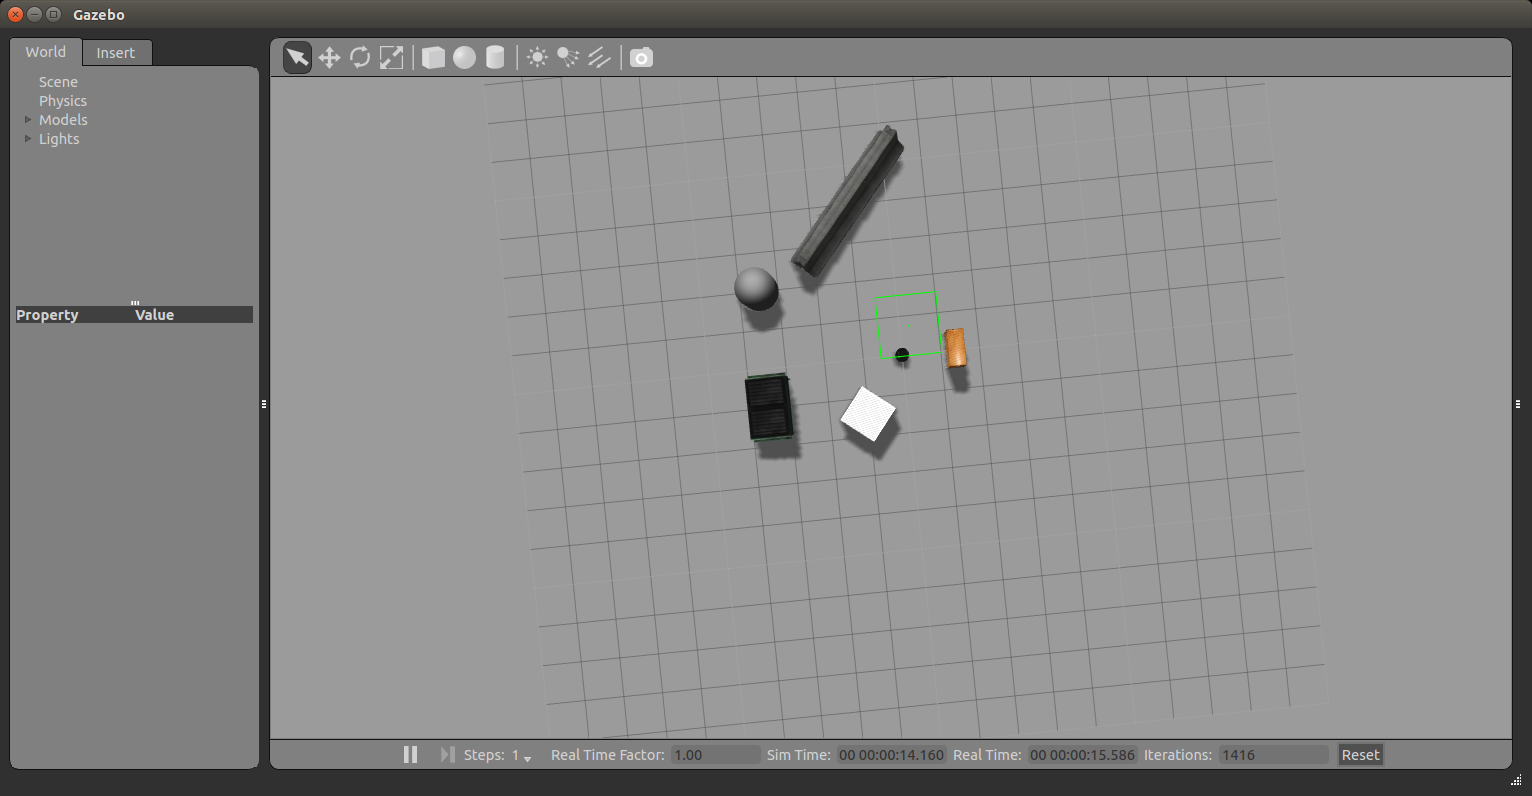 Gazebo
World Insert
Scene
Physics
Models
Lights
Property Value
Steps: 1 Real Time Factor: 1.00 Sim Time: 00 00:00:14.160 Real Time: 00 00:00:15.586 Iterations: 1416 Reset